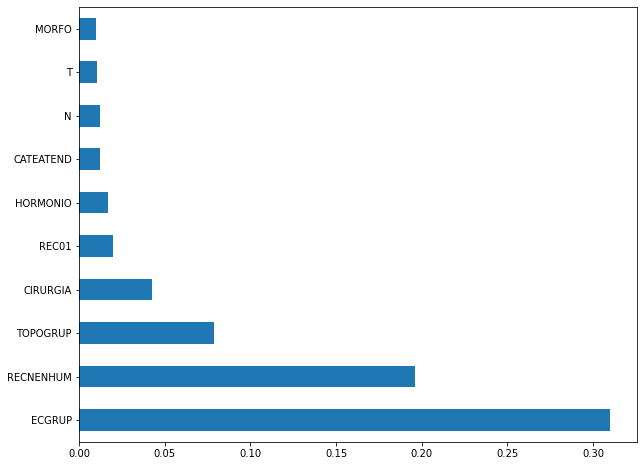 MORFO
T
N
CATEATEND
HORMONIO
REC01
CIRURGIA
TOPOGRUP
RECNENHUM
ECGRUP
0.00 0.05 0.10 0.15 0.20 0.25 0.30